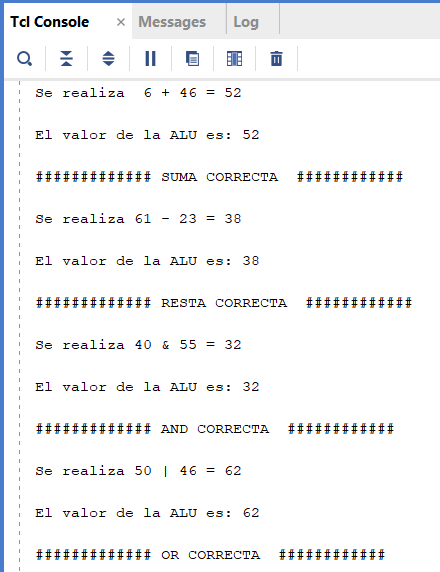 Tcl Console × Messages Log
Se realiza  6 + 46 = 52
El valor de la ALU es: 52
############# SUMA CORRECTA  ############
Se realiza 61 - 23 = 38
El valor de la ALU es: 38
############# RESTA CORRECTA  ############
Se realiza 40 & 55 = 32
El valor de la ALU es: 32
############# AND CORRECTA  ############
Se realiza 50 | 46 = 62
El valor de la ALU es: 62
############# OR CORRECTA  ############